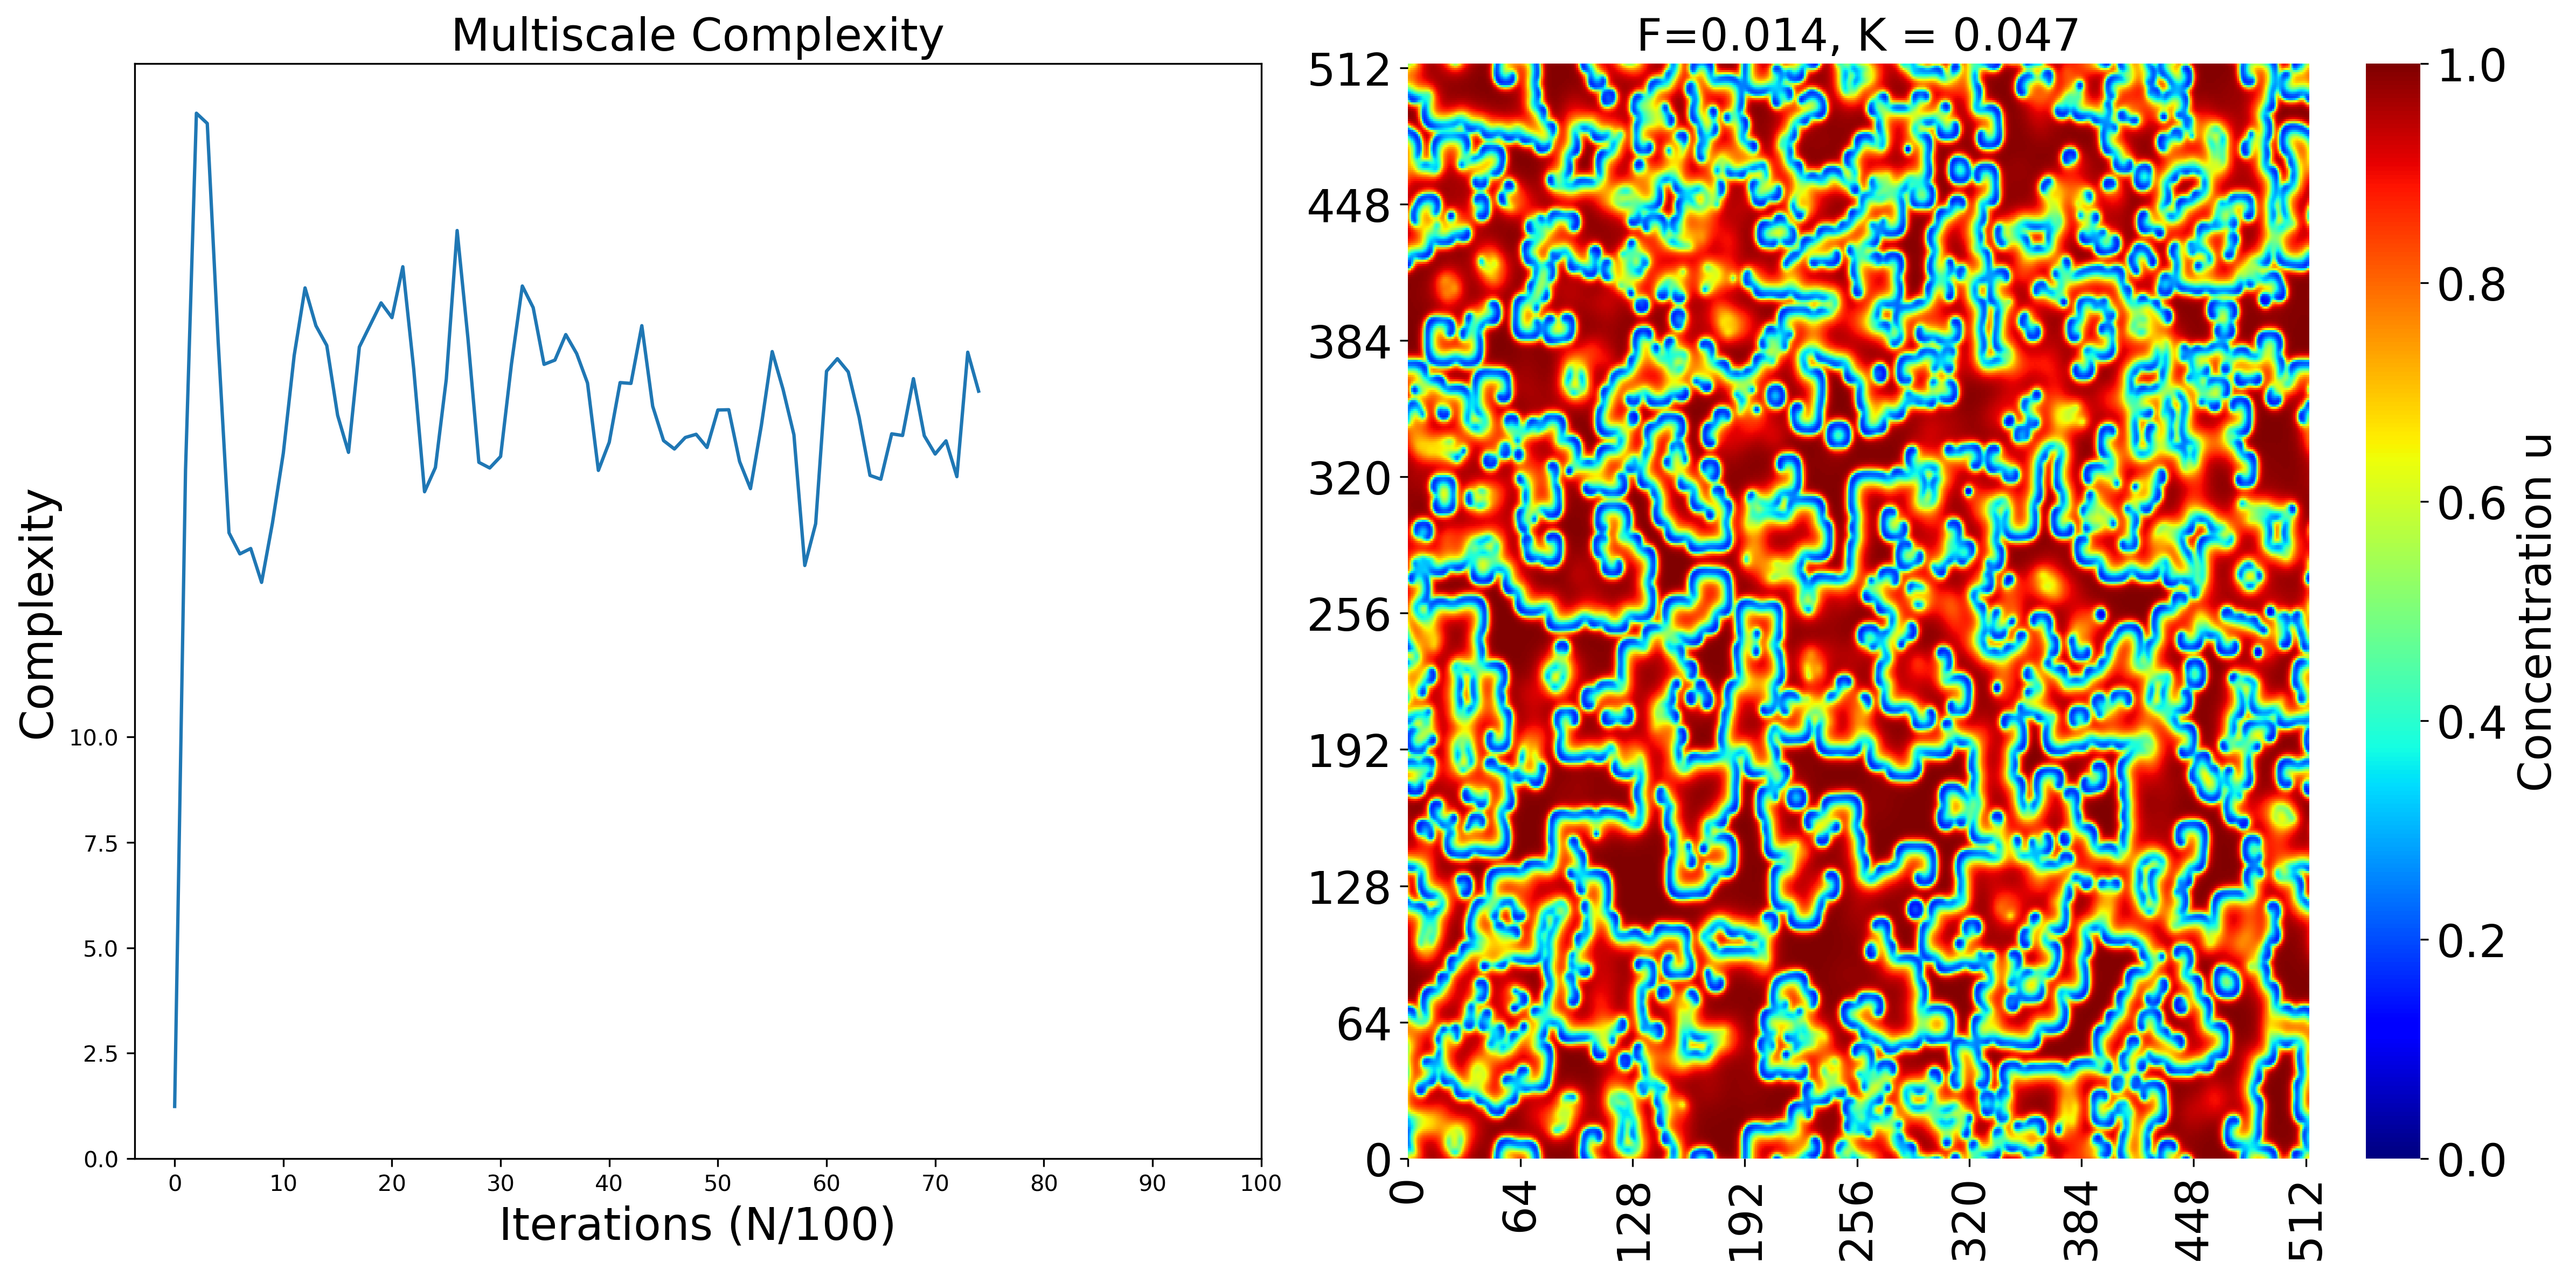 Multiscale Complexity
Complexity
10.0
7.5
5.0
2.5
0.0
0 10 20 30 40 50 60 70 80 90 100
Iterations (N/100)
F=0.014, K = 0.047
512
448
384
320
256
192
128
64
0
0 64 128 192 256 320 384 448 512
1.0
0.8
0.6
0.4
0.2
0.0
Concentration u